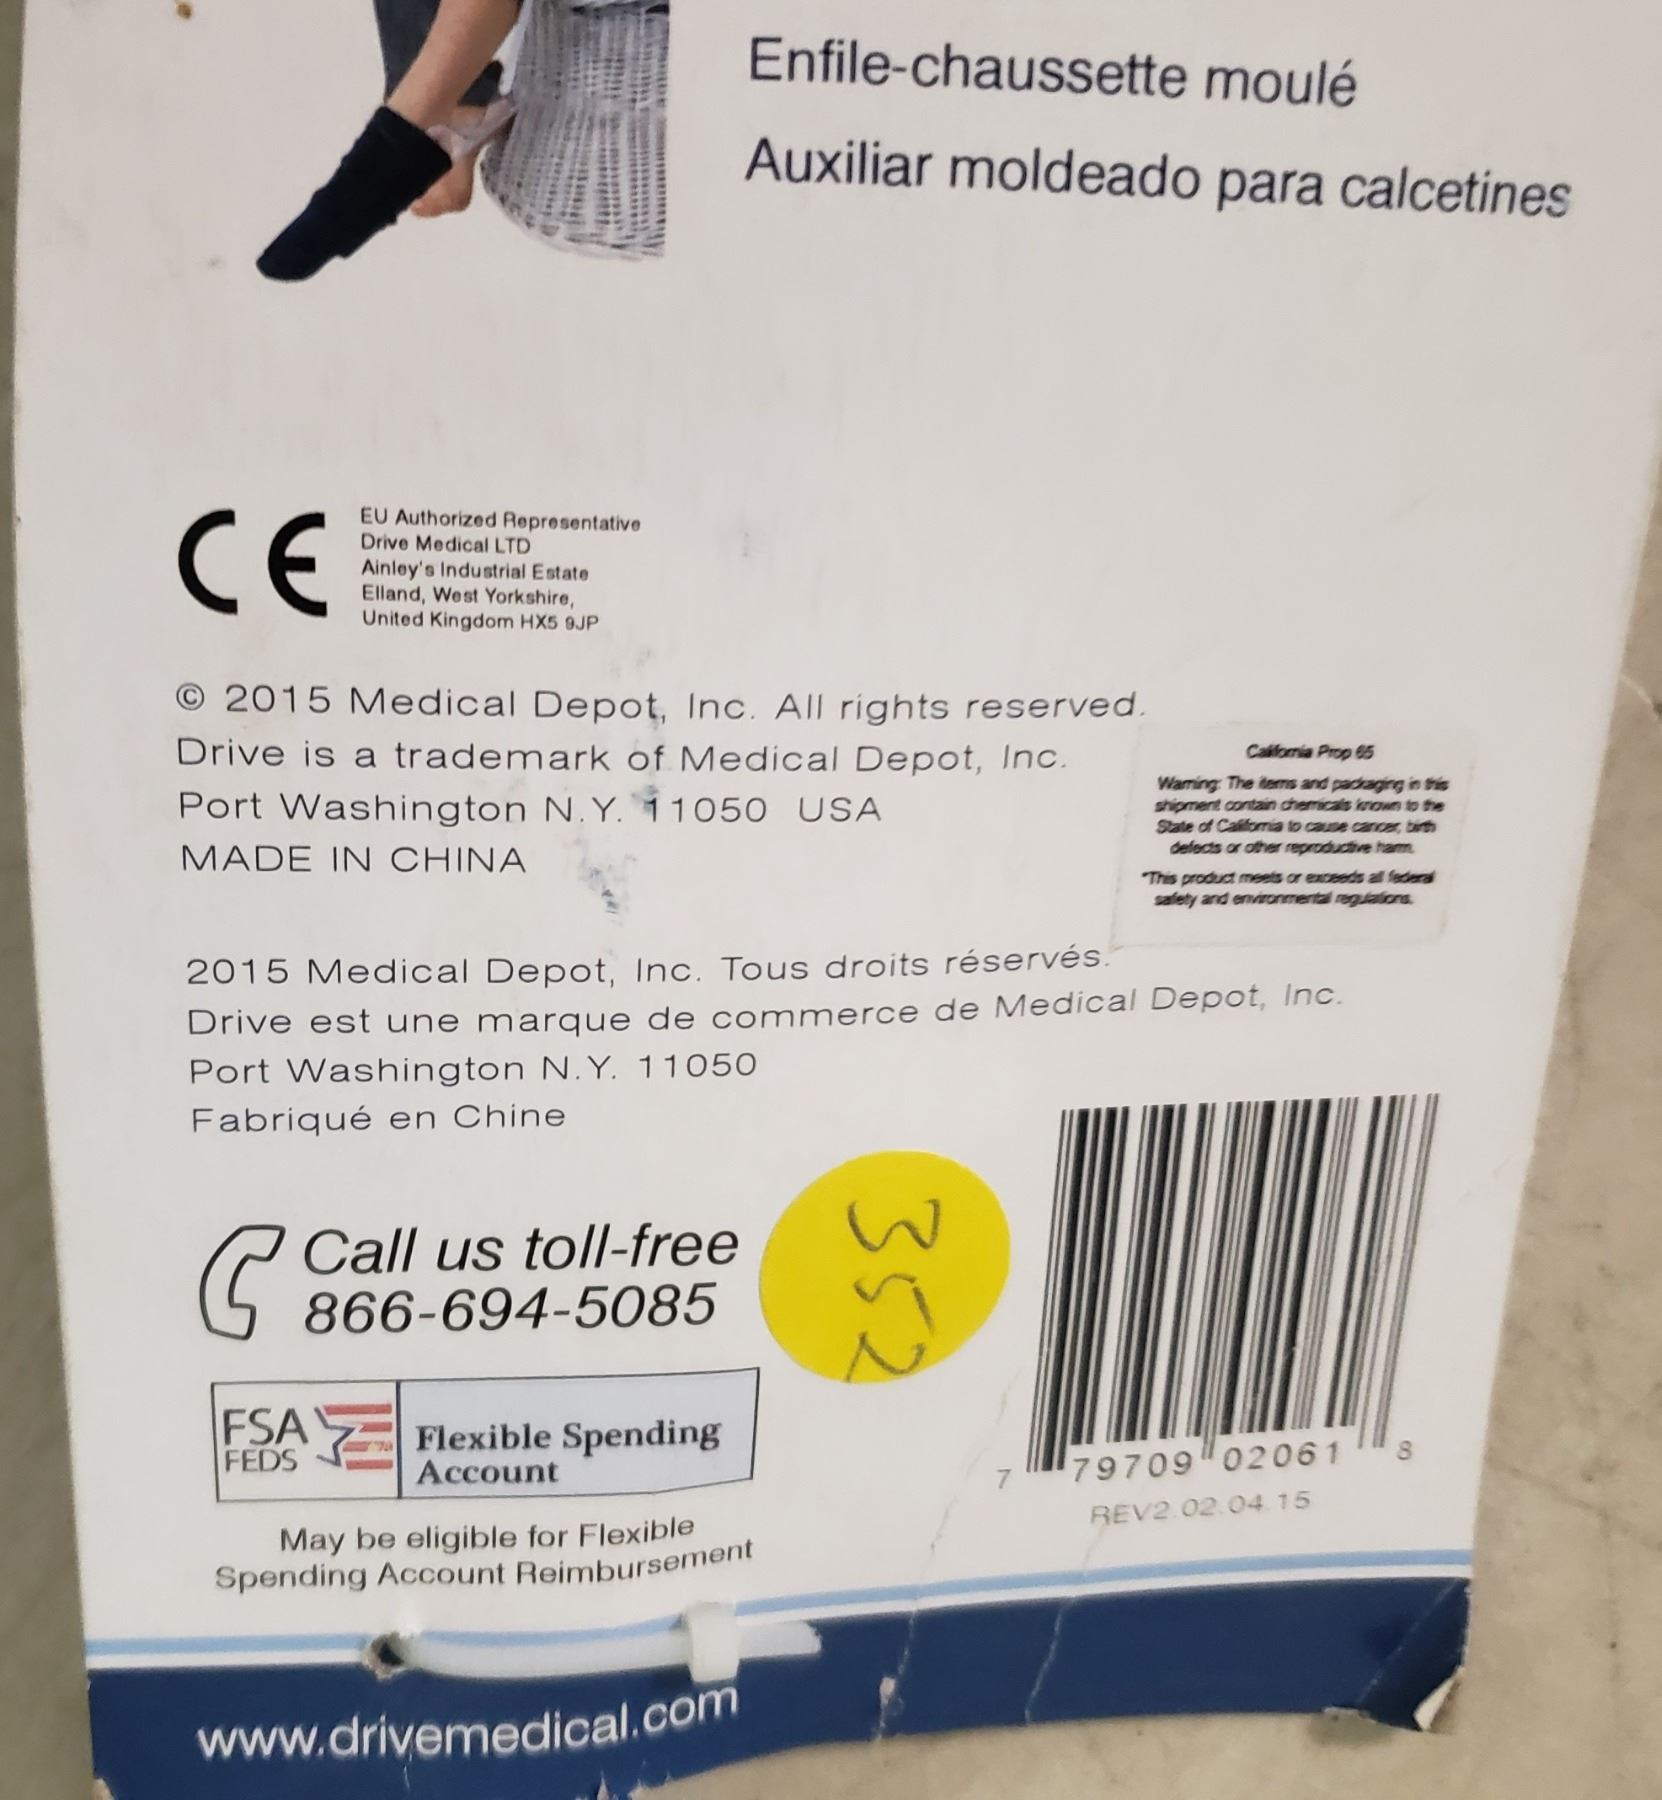 Enfile-chaussette moulé
Auxiliar moldeado para calcetines
CE
EU Authorized Representative
Drive Medical LTD
Ainley's Industrial Estate
Elland, West Yorkshire,
United Kingdom HX5 9JP
© 2015 Medical Depot, Inc. All rights reserved.
Drive is a trademark of Medical Depot, Inc.
Port Washington N.Y. 11050 USA
MADE IN CHINA
California Prop 65
Warning: The items and packaging in this
shipment contain chemicals known to the
State of California to cause cancer, birth
defects or other reproductive harm.
*This product meets or exceeds all federal
safety and environmental regulations.
2015 Medical Depot, Inc. Tous droits réservés.
Drive est une marque de commerce de Medical Depot, Inc.
Port Washington N.Y. 11050
Fabriqué en Chine
Call us toll-free
866-694-5085
352
FSA
FEDS
Flexible Spending
Account
May be eligible for Flexible
Spending Account Reimbursement
7 79709 02061 8
REV2 02.04.15
www.drivemedical.com